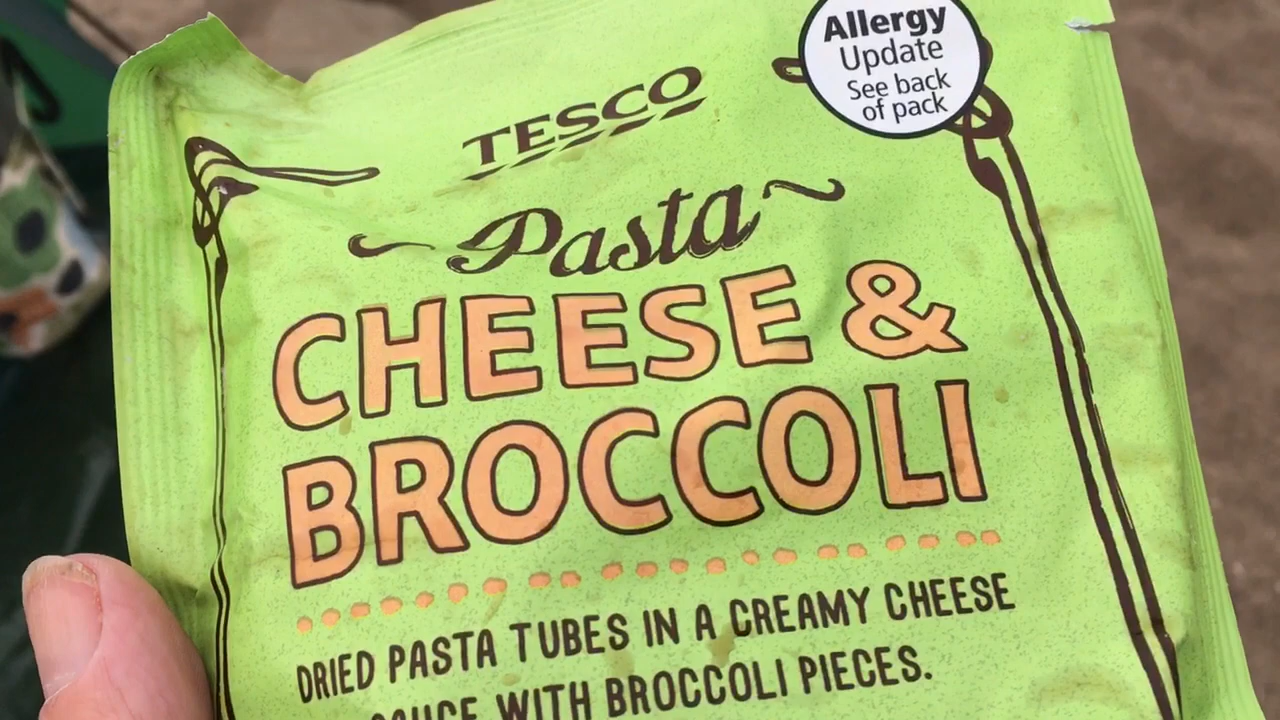 Allergy
Update
See back
of pack
TESCO
Pasta
CHEESE &
BROCCOLI
DRIED PASTA TUBES IN A CREAMY CHEESE
SAUCE WITH BROCCOLI PIECES.